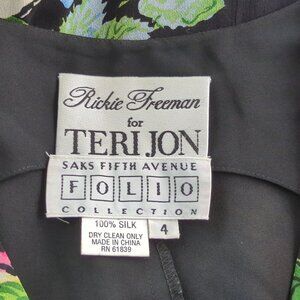 Rickie Freeman
for
TERI JON
SAKS FIFTH AVENUE
FOLIO
COLLECTION
100% SILK
DRY CLEAN ONLY
MADE IN CHINA
RN 61839
4